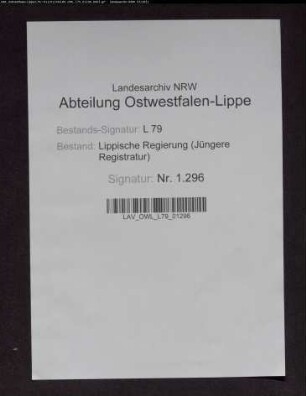 Landesarchiv NRW
Abteilung Ostwestfalen-Lippe
Bestands-Signatur: L 79
Bestand: Lippische Regierung (Jüngere
Registratur)
Signatur: Nr. 1.296
LAV_OWL_L79_01296